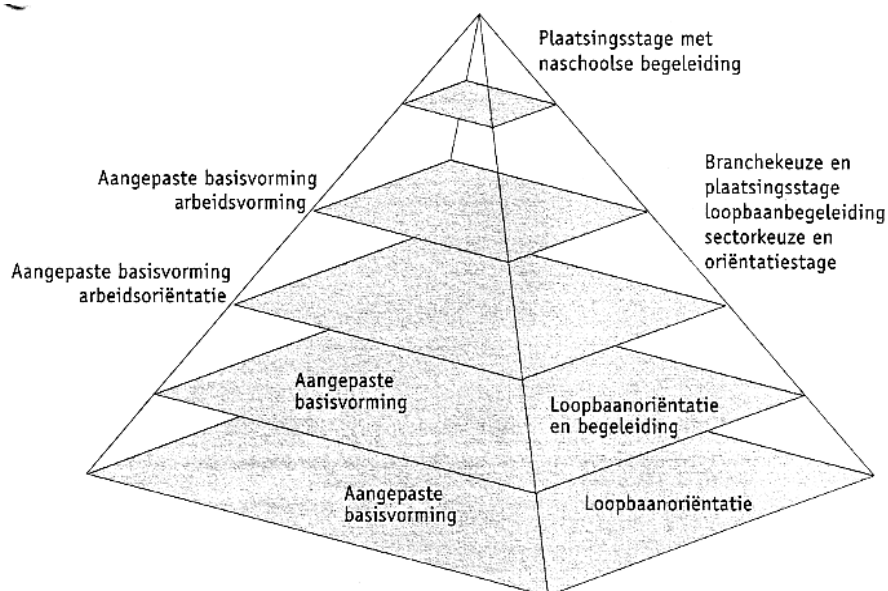 Plaatsingsstage met
naschoolse begeleiding
Aangepaste basisvorming
arbeidsvorming
Branchekeuze en
plaatsingsstage
loopbaanbegeleiding
sectorkeuze en
oriëntatiestage
Aangepaste basisvorming
arbeidsoriëntatie
Aangepaste
basisvorming
Loopbaanoriëntatie
en begeleiding
Aangepaste
basisvorming
Loopbaanoriëntatie